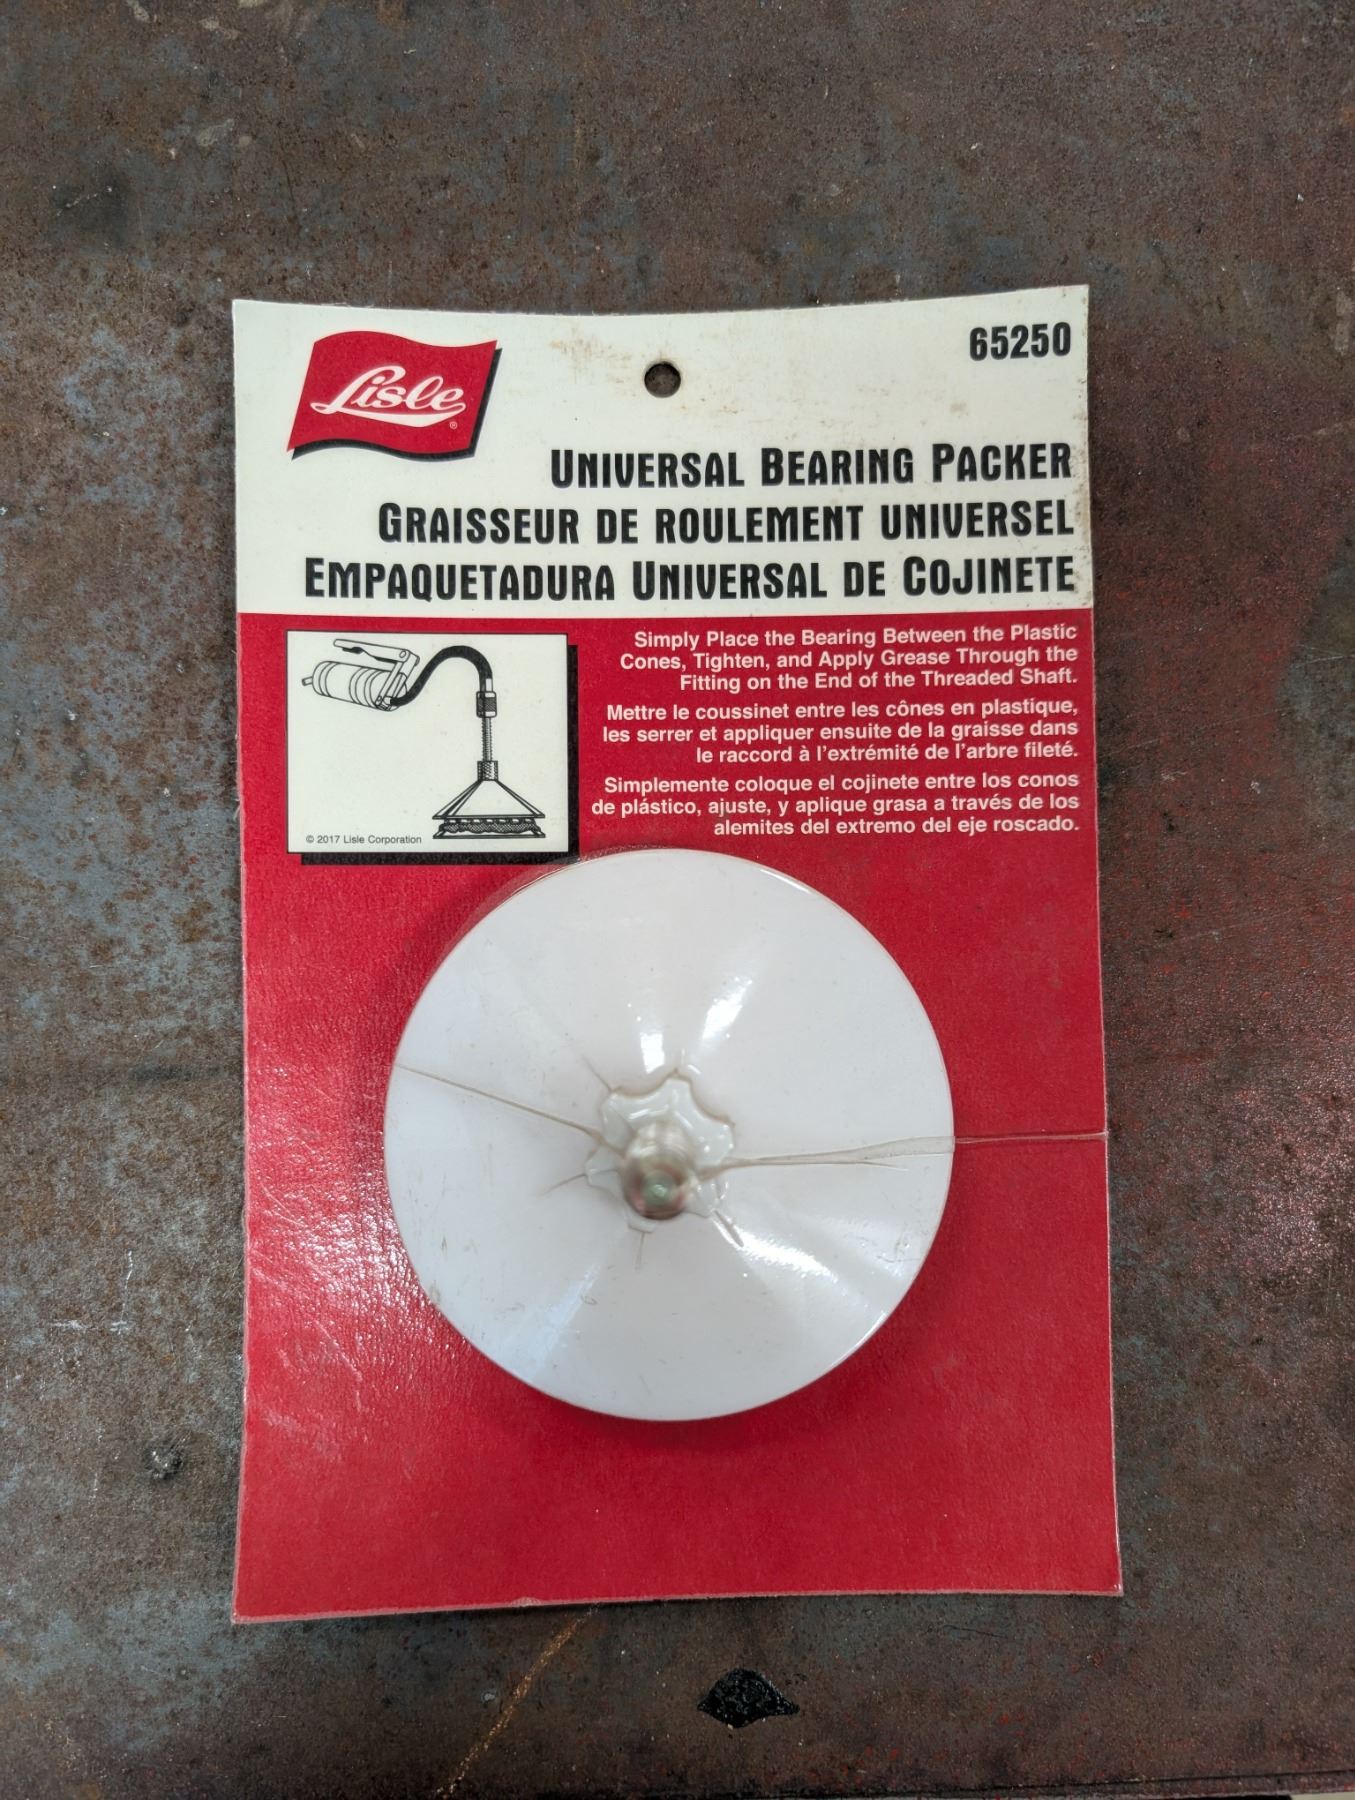 Lisle®
65250
UNIVERSAL BEARING PACKER
GRAISSEUR DE ROULEMENT UNIVERSEL
EMPAQUETADURA UNIVERSAL DE COJINETE
Simply Place the Bearing Between the Plastic
Cones, Tighten, and Apply Grease Through the
Fitting on the End of the Threaded Shaft.
Mettre le coussinet entre les cônes en plastique,
les serrer et appliquer ensuite de la graisse dans
le raccord à l'extrémité de l'arbre fileté.
Simplemente coloque el cojinete entre los conos
de plástico, ajuste, y aplique grasa a través de los
alemites del extremo del eje roscado.
© 2017 Lisle Corporation